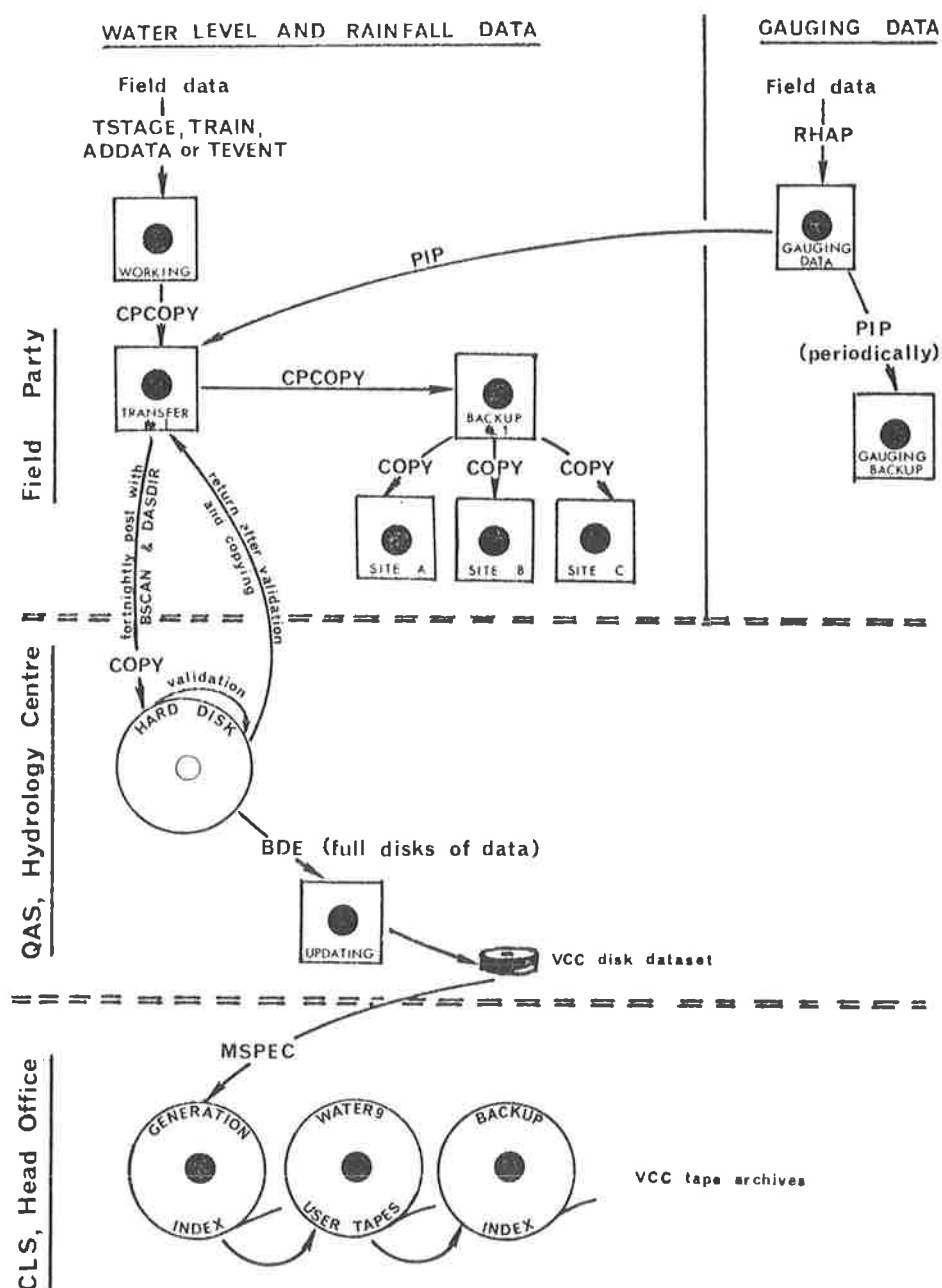 WATER LEVEL AND RAINFALL DATA
GAUGING DATA
Field data
TSTAGE, TRAIN,
ADDATA or TEVENT
WORKING
CPCOPY
TRANSFER
CPCOPY
BACKUP
COPY
COPY
COPY
SITE A
SITE B
SITE C
Field data
RHAP
GAUGING
DATA
PIP
PIP
(periodically)
GAUGING
BACKUP
Field Party
fortnightly post with
BSCAN & DASDIR
return after validation
and copying
QAS, Hydrology Centre
COPY
validation
HARD DISK
BDE (full disks of data)
UPDATING
VCC disk dataset
CLS, Head Office
MSPEC
GENERATION
INDEX
WATER9
USER TAPES
BACKUP
INDEX
VCC tape archives